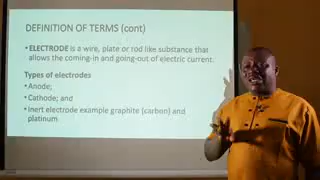 DEFINITION OF TERMS (cont)
• ELECTRODE is a wire, plate or rod like substance that
allows the coming-in and going-out of electric current.
Types of electrodes
• Anode;
• Cathode; and
• Inert electrode example graphite (carbon) and
platinum